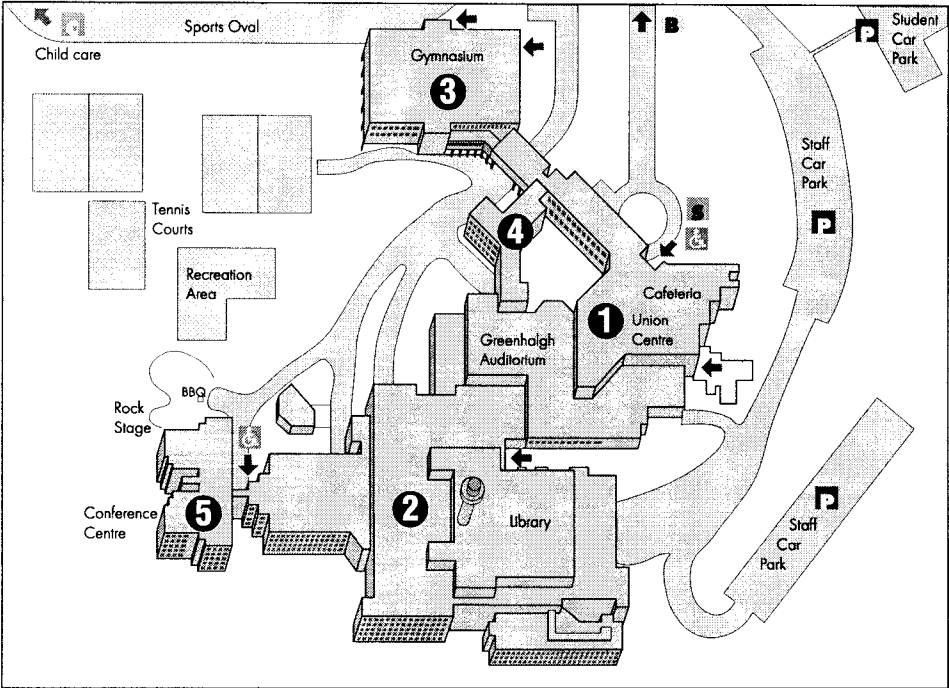 Sports Oval
Child care
Gymnasium
3
B
P
Student
Car
Park
Staff
Car
Park
P
Tennis
Courts
S
4
Recreation
Area
Cafeteria
1
Union
Centre
Greenhalgh
Auditorium
BBQ
Rock
Stage
5
Conference
Centre
2
Library
P
Staff
Car
Park